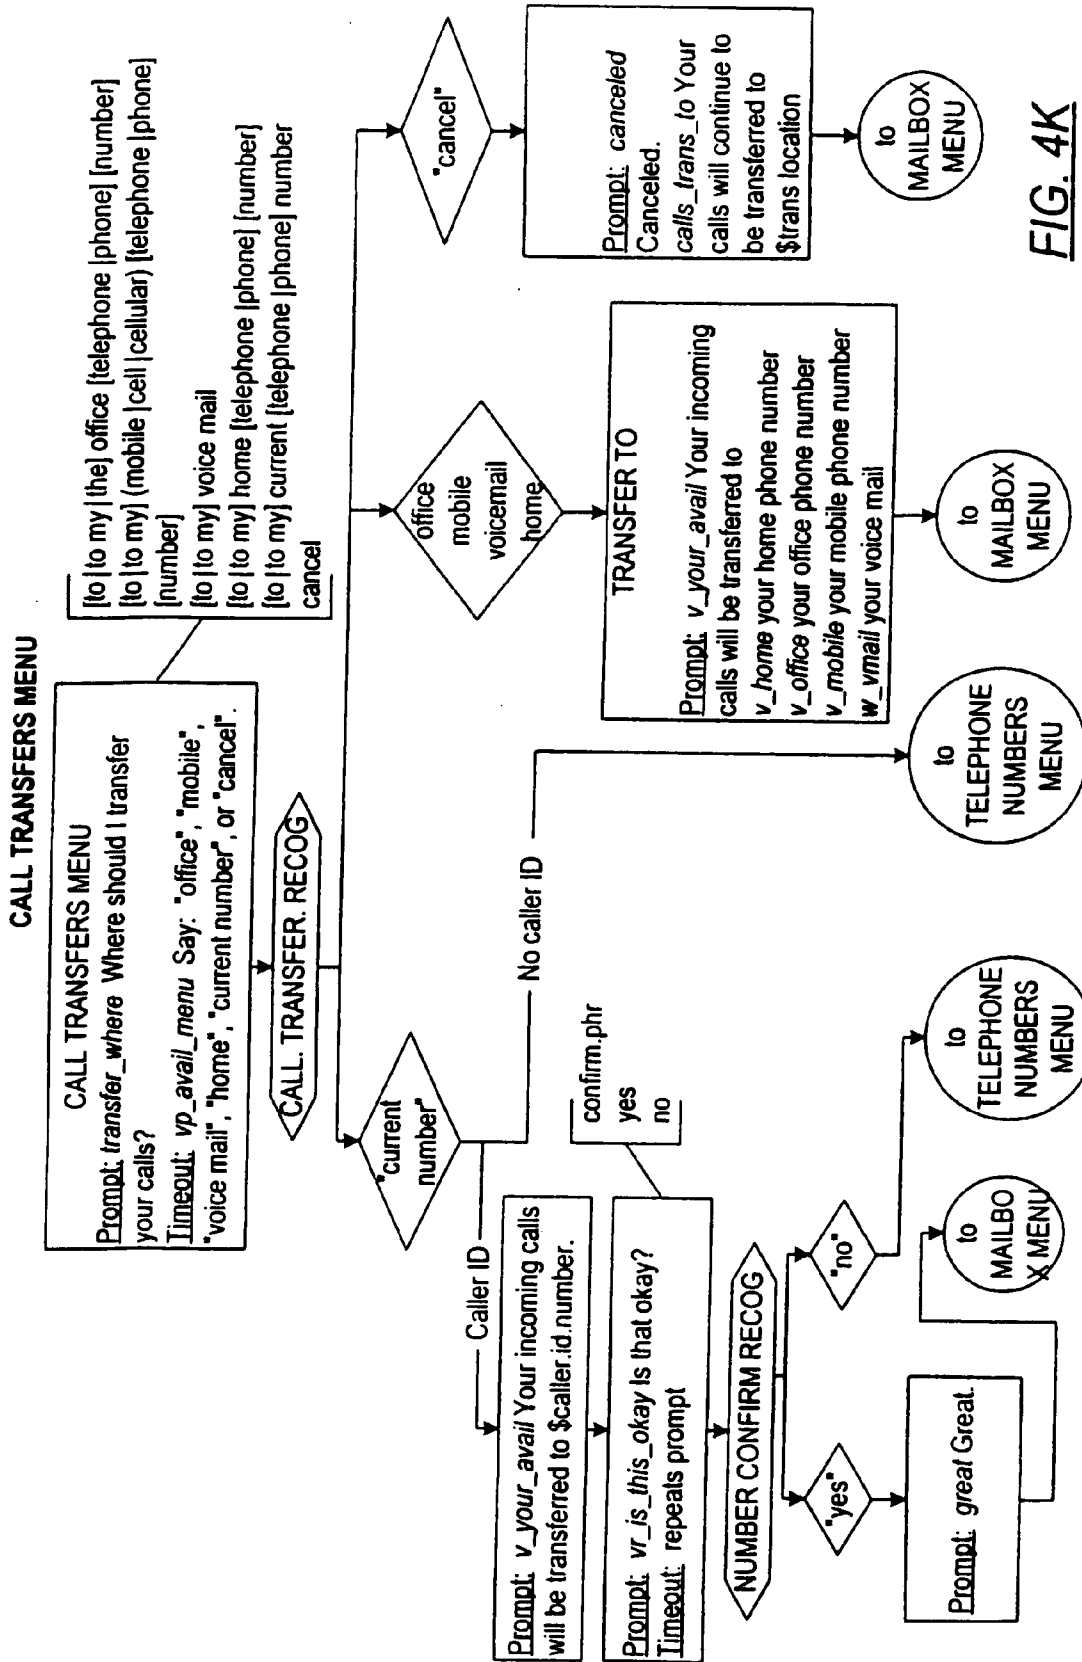 CALL TRANSFERS MENU
CALL TRANSFERS MENU
Prompt: transfer_where Where should I transfer
your calls?
Timeout: vp_avail_menu Say: "office", "mobile",
"voice mail", "home", "current number", or "cancel".
[to | to my | the] office [telephone | phone] [number]
[to | to my] (mobile | cell | cellular) [telephone | phone]
[number]
[to | to my] voice mail
[to | to my] home [telephone | phone] [number]
[to | to my] current [telephone | phone] number
cancel
CALL. TRANSFER. RECOG
"current
number"
office
mobile
voicemail
home
"cancel"
Caller ID
No caller ID
Prompt: v_your_avail Your incoming calls
will be transferred to $caller.id.number.
Prompt: vr_is_this_okay Is that okay?
Timeout: repeats prompt
confirm.phr
yes
no
NUMBER CONFIRM RECOG
"yes"
"no"
Prompt: great Great.
to
MAILBO
X MENU
to
TELEPHONE
NUMBERS
MENU
to
TELEPHONE
NUMBERS
MENU
TRANSFER TO
Prompt: v_your_avail Your incoming
calls will be transferred to
v_home your home phone number
v_office your office phone number
v_mobile your mobile phone number
w_vmail your voice mail
to
MAILBOX
MENU
Prompt: canceled
Canceled.
calls_trans_to Your
calls will continue to
be transferred to
$trans location
to
MAILBOX
MENU
FIG. 4K